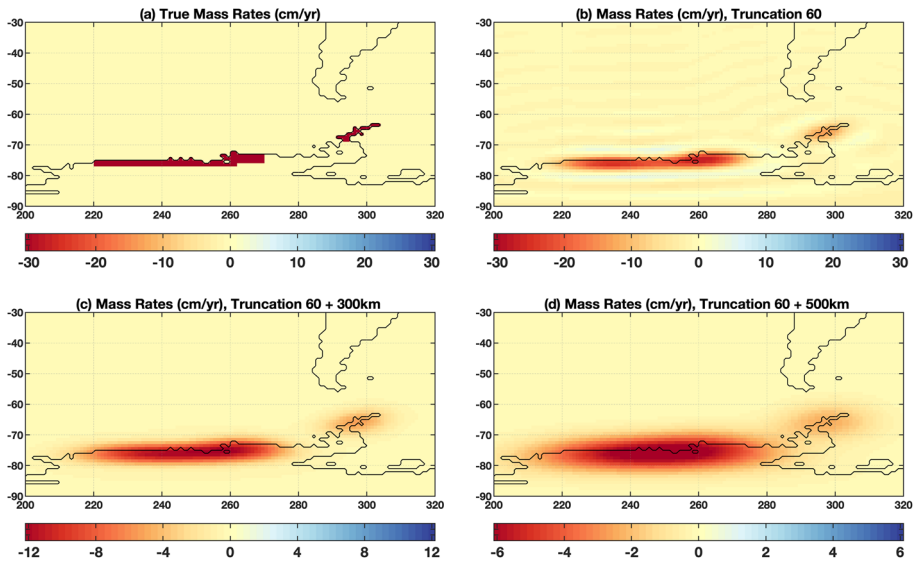 (a) True Mass Rates (cm/yr)
-30
-40
-50
-60
-70
-80
-90
200 220 240 260 280 300 320
-30 -20 -10 0 10 20 30
(b) Mass Rates (cm/yr), Truncation 60
-30
-40
-50
-60
-70
-80
-90
200 220 240 260 280 300 320
-30 -20 -10 0 10 20 30
(c) Mass Rates (cm/yr), Truncation 60 + 300km
-30
-40
-50
-60
-70
-80
-90
200 220 240 260 280 300 320
-12 -8 -4 0 4 8 12
(d) Mass Rates (cm/yr), Truncation 60 + 500km
-30
-40
-50
-60
-70
-80
-90
200 220 240 260 280 300 320
-6 -4 -2 0 2 4 6